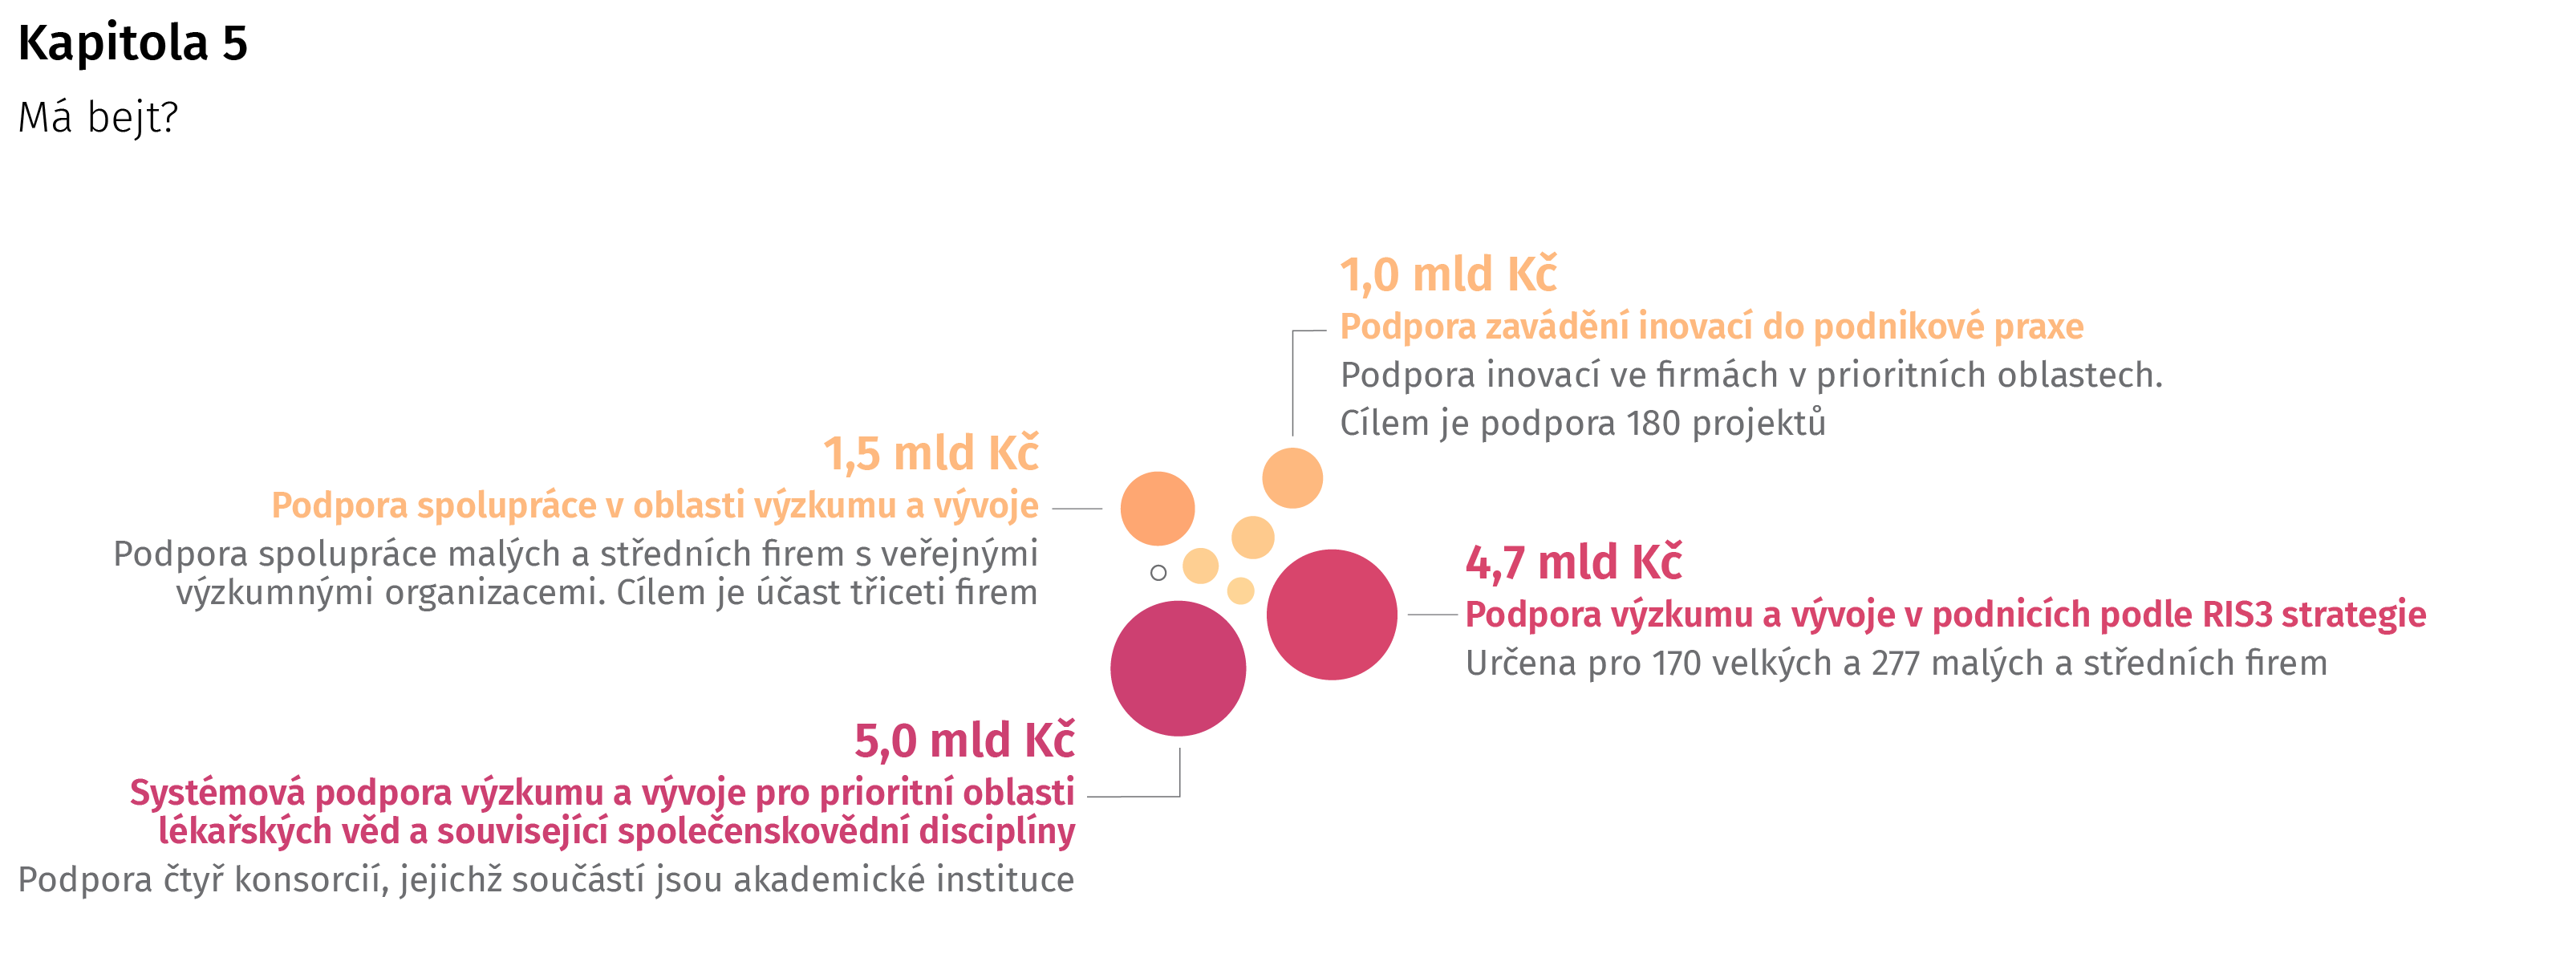 Kapitola 5
Má bejt?
1,0 mld Kč
Podpora zavádění inovací do podnikové praxe
Podpora inovací ve firmách v prioritních oblastech.
Cílem je podpora 180 projektů
1,5 mld Kč
Podpora spolupráce v oblasti výzkumu a vývoje
Podpora spolupráce malých a středních firem s veřejnými
výzkumnými organizacemi. Cílem je účast třiceti firem
4,7 mld Kč
Podpora výzkumu a vývoje v podnicích podle RIS3 strategie
Určena pro 170 velkých a 277 malých a středních firem
5,0 mld Kč
Systémová podpora výzkumu a vývoje pro prioritní oblasti
lékařských věd a související společenskovědní disciplíny
Podpora čtyř konsorcií, jejichž součástí jsou akademické instituce